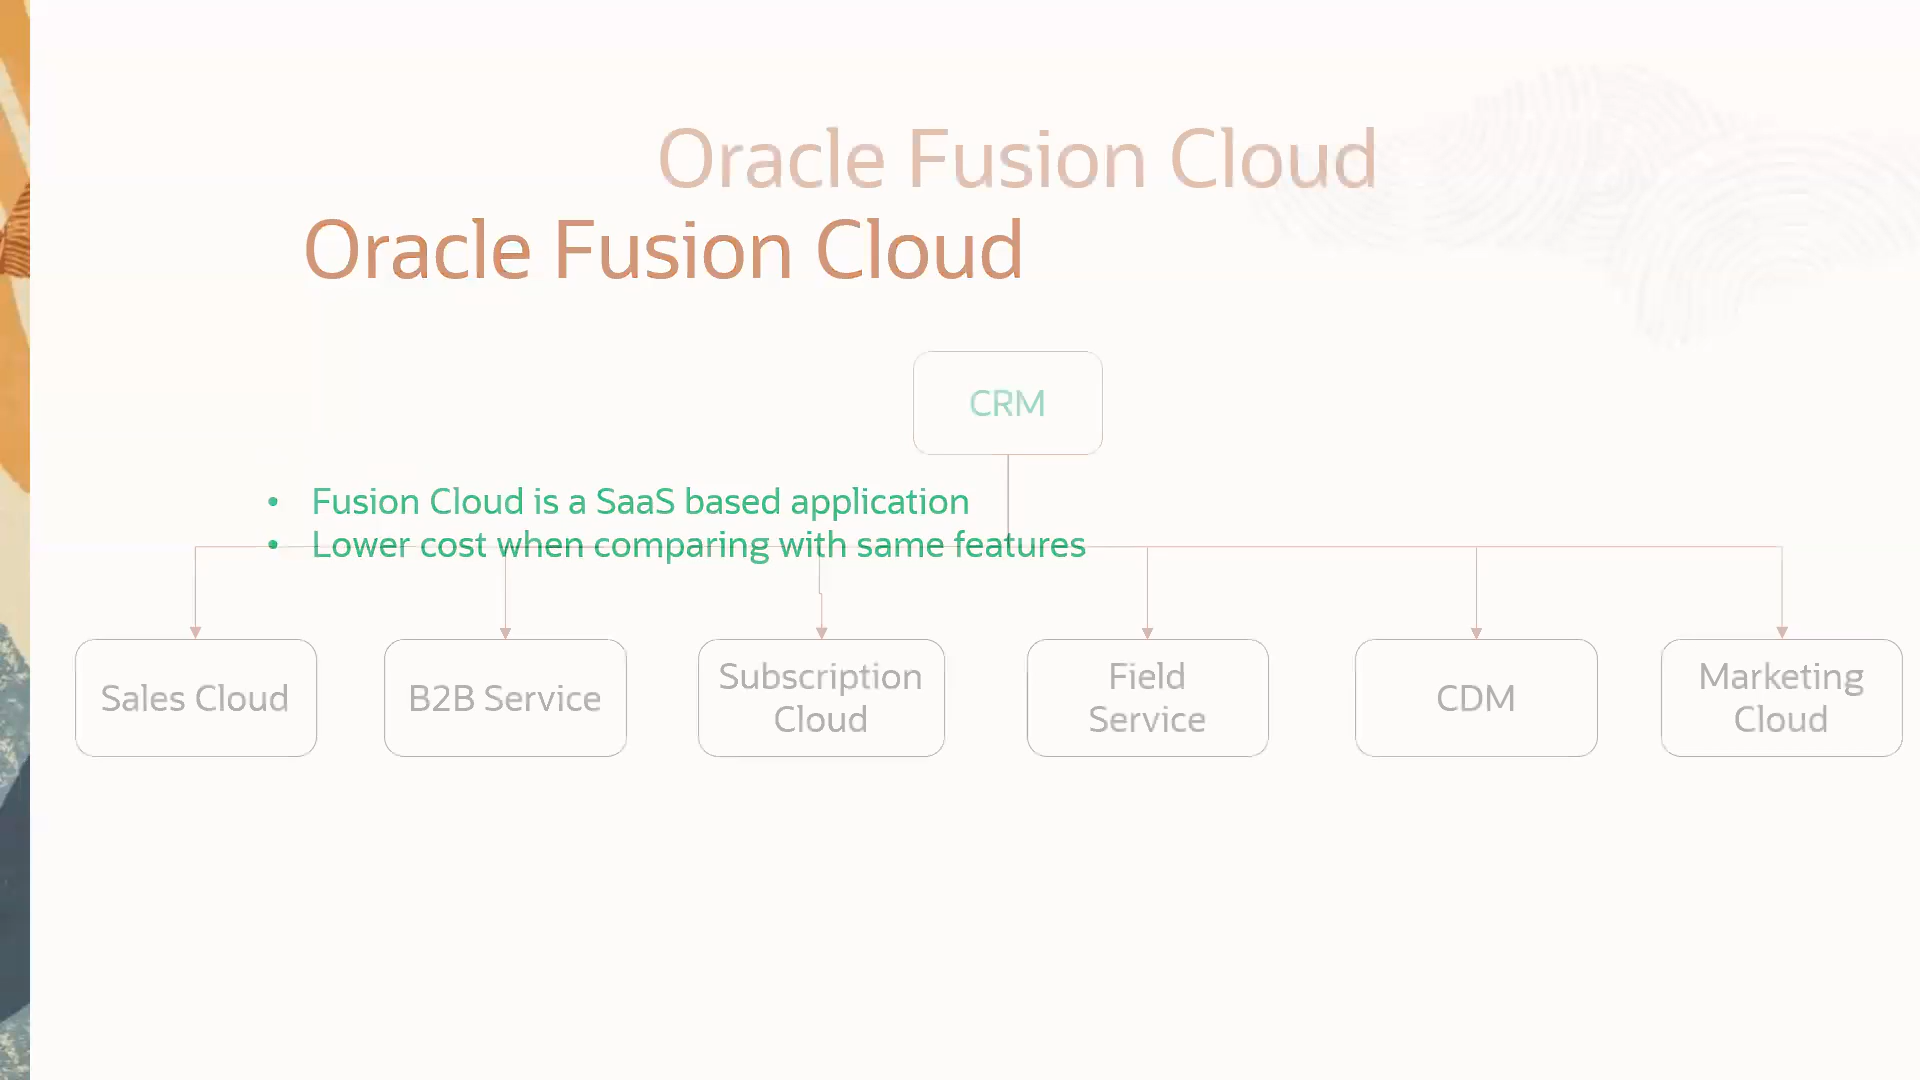 Oracle Fusion Cloud
Oracle Fusion Cloud
CRM
• Fusion Cloud is a SaaS based application
• Lower cost when comparing with same features
Sales Cloud
B2B Service
Subscription
Cloud
Field
Service
CDM
Marketing
Cloud